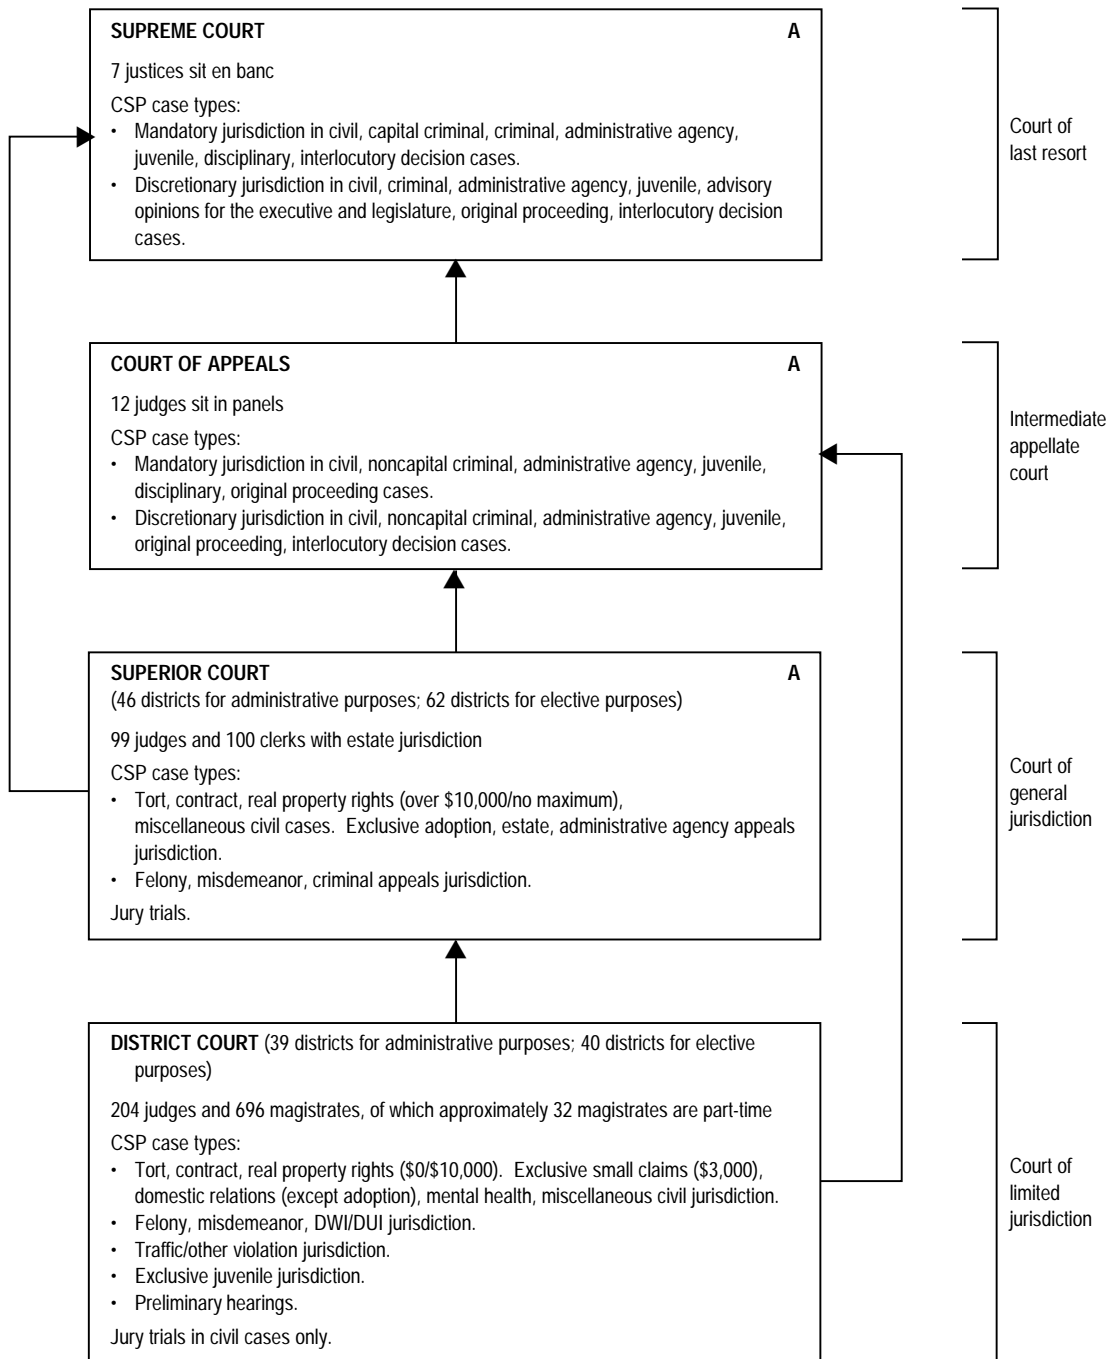 SUPREME COURT A
7 justices sit en banc
CSP case types:
• Mandatory jurisdiction in civil, capital criminal, criminal, administrative agency,
juvenile, disciplinary, interlocutory decision cases.
• Discretionary jurisdiction in civil, criminal, administrative agency, juvenile, advisory
opinions for the executive and legislature, original proceeding, interlocutory decision
cases.
Court of
last resort
COURT OF APPEALS A
12 judges sit in panels
CSP case types:
• Mandatory jurisdiction in civil, noncapital criminal, administrative agency, juvenile,
disciplinary, original proceeding cases.
• Discretionary jurisdiction in civil, noncapital criminal, administrative agency, juvenile,
original proceeding, interlocutory decision cases.
Intermediate
appellate
court
SUPERIOR COURT A
(46 districts for administrative purposes; 62 districts for elective purposes)
99 judges and 100 clerks with estate jurisdiction
CSP case types:
• Tort, contract, real property rights (over $10,000/no maximum),
miscellaneous civil cases. Exclusive adoption, estate, administrative agency appeals
jurisdiction.
• Felony, misdemeanor, criminal appeals jurisdiction.
Jury trials.
Court of
general
jurisdiction
DISTRICT COURT (39 districts for administrative purposes; 40 districts for elective
purposes)
204 judges and 696 magistrates, of which approximately 32 magistrates are part-time
CSP case types:
• Tort, contract, real property rights ($0/$10,000). Exclusive small claims ($3,000),
domestic relations (except adoption), mental health, miscellaneous civil jurisdiction.
• Felony, misdemeanor, DWI/DUI jurisdiction.
• Traffic/other violation jurisdiction.
• Exclusive juvenile jurisdiction.
• Preliminary hearings.
Jury trials in civil cases only.
Court of
limited
jurisdiction